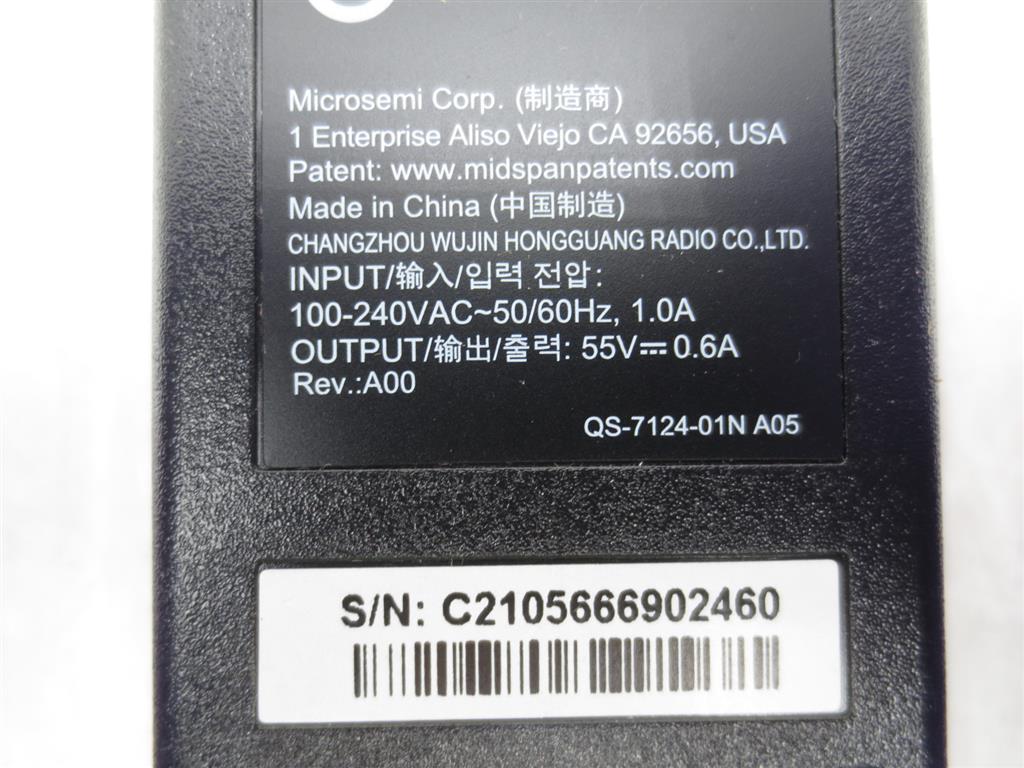 Microsemi Corp. (制造商)
1 Enterprise Aliso Viejo CA 92656, USA
Patent: www.midspanpatents.com
Made in China (中国制造)
CHANGZHOU WUJIN HONGGUANG RADIO CO.,LTD.
INPUT/输入/입력 전압:
100-240VAC~50/60Hz, 1.0A
OUTPUT/输出/출력: 55V⎓0.6A
Rev.:A00
QS-7124-01N A05
S/N: C2105666902460